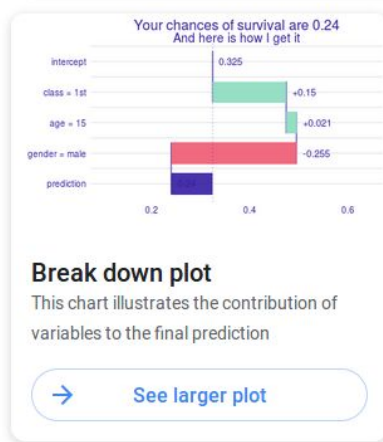 Your chances of survival are 0.24
And here is how I get it
intercept 0.325
class = 1st +0.15
age = 15 +0.021
gender = male -0.255
prediction 0.24
0.2 0.4 0.6
Break down plot
This chart illustrates the contribution of
variables to the final prediction
See larger plot